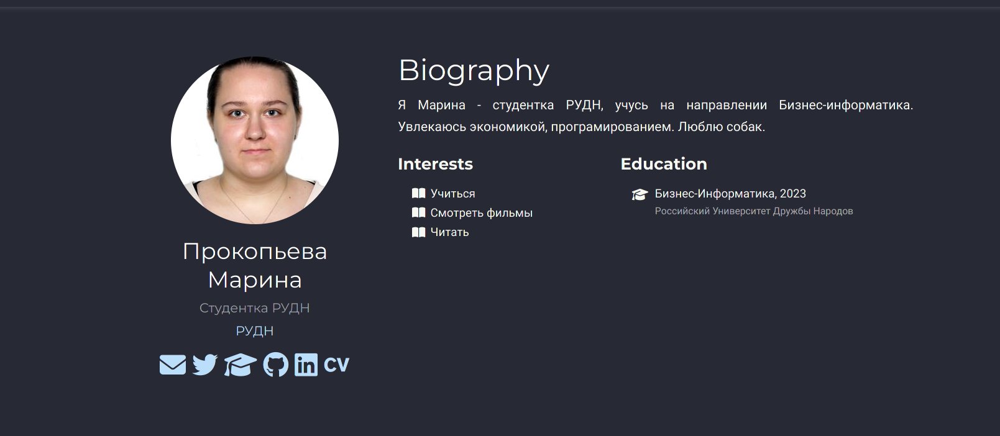 Biography
Я Марина - студентка РУДН, учусь на направлении Бизнес-информатика.
Увлекаюсь экономикой, програмированием. Люблю собак.
Interests
Учиться
Смотреть фильмы
Читать
Education
Бизнес-Информатика, 2023
Российский Университет Дружбы Народов
Прокопьева
Марина
Студентка РУДН
РУДН
in
CV